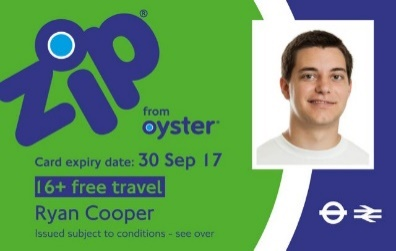 zip®
from
oyster®
Card expiry date: 30 Sep 17
16+ free travel
Ryan Cooper
Issued subject to conditions - see over